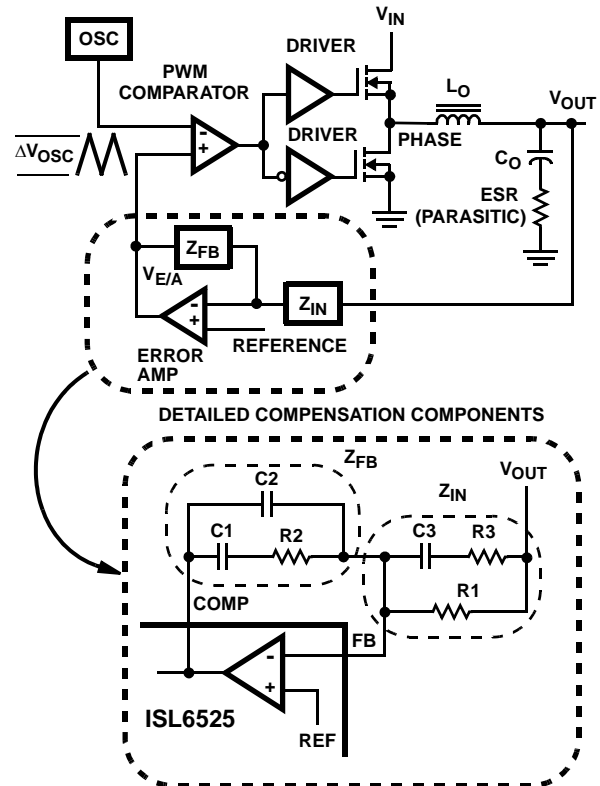 OSC
V_IN
DRIVER
PWM
COMPARATOR
L_O
V_OUT
DRIVER
PHASE
ΔV_OSC
C_O
ESR
(PARASITIC)
Z_FB
V_E/A
Z_IN
REFERENCE
ERROR
AMP
DETAILED COMPENSATION COMPONENTS
Z_FB
V_OUT
C2
Z_IN
C1
R2
C3
R3
R1
COMP
FB
ISL6525
REF
-
+
-
+
-
+